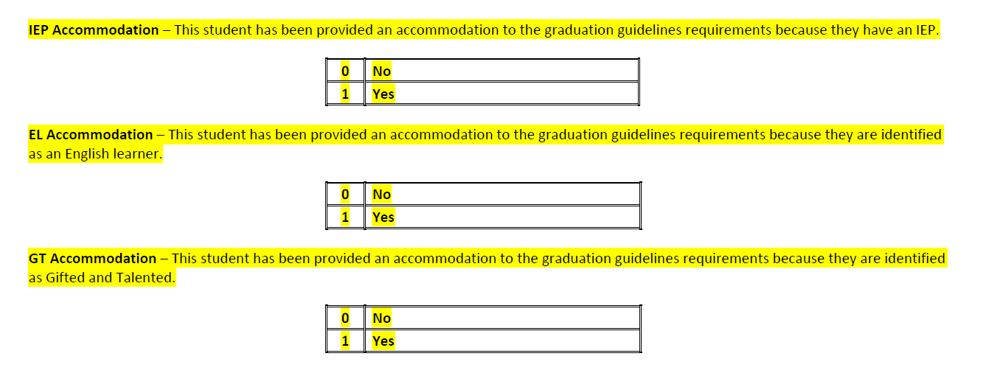 IEP Accommodation – This student has been provided an accommodation to the graduation guidelines requirements because they have an IEP.
0 No
1 Yes
EL Accommodation – This student has been provided an accommodation to the graduation guidelines requirements because they are identified
as an English learner.
0 No
1 Yes
GT Accommodation – This student has been provided an accommodation to the graduation guidelines requirements because they are identified
as Gifted and Talented.
0 No
1 Yes